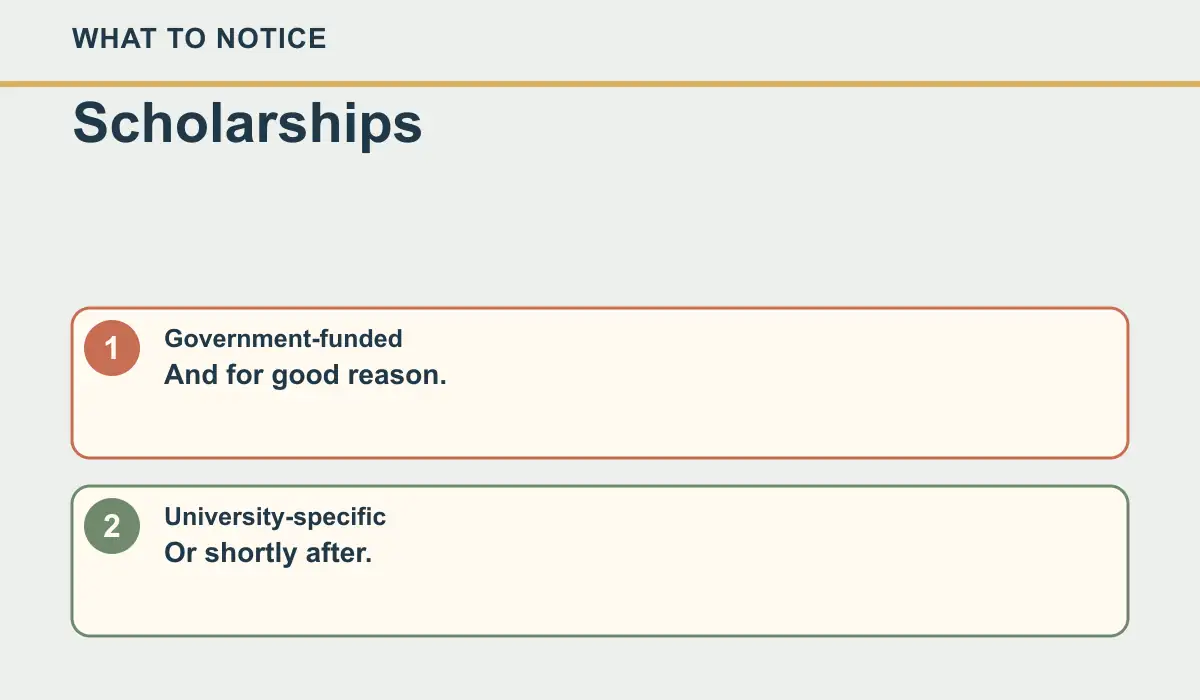 WHAT TO NOTICE
Scholarships
1
Government-funded
And for good reason.
2
University-specific
Or shortly after.